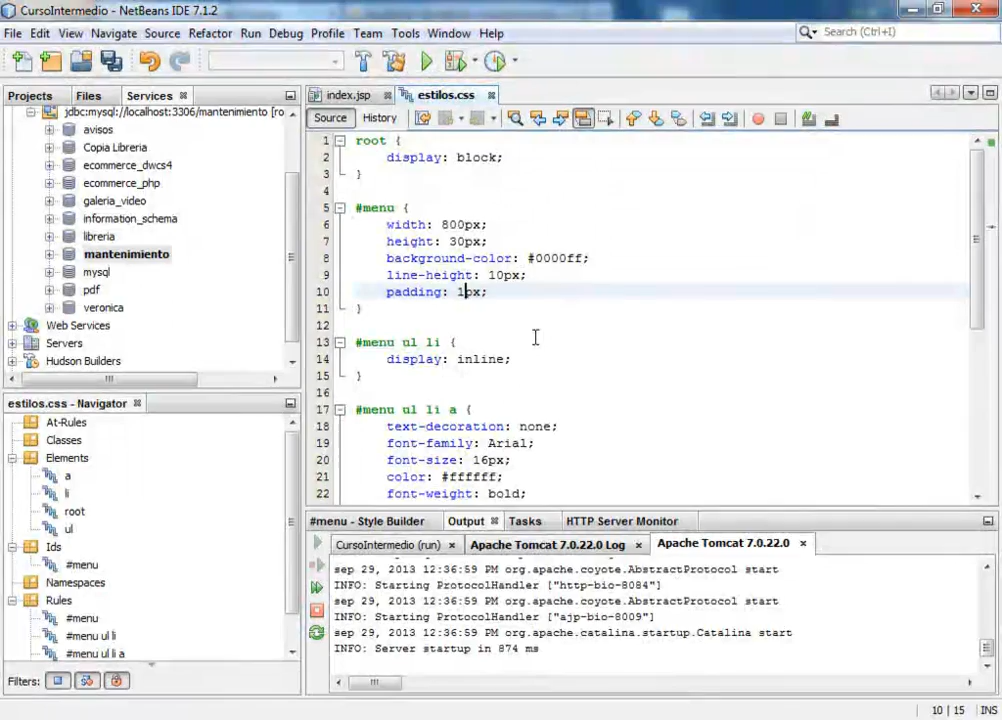 CursoIntermedio - NetBeans IDE 7.1.2
File Edit View Navigate Source Refactor Run Debug Profile Team Tools Window Help
Search (Ctrl+I)
Projects Files Services
index.jsp estilos.css
jdbc:mysql://localhost:3306/mantenimiento [ro
avisos
Copia Libreria
ecommerce_dwcs4
ecommerce_php
galeria_video
information_schema
libreria
mantenimiento
mysql
pdf
veronica
Web Services
Servers
Hudson Builders
Source History
1 root {
2 display: block;
3 }
4
5 #menu {
6 width: 800px;
7 height: 30px;
8 background-color: #0000ff;
9 line-height: 10px;
10 padding: 1px;
11 }
12
13 #menu ul li {
14 display: inline;
15 }
16
17 #menu ul li a {
18 text-decoration: none;
19 font-family: Arial;
20 font-size: 16px;
21 color: #ffffff;
22 font-weight: bold;
estilos.css - Navigator
At-Rules
Classes
Elements
a
li
root
ul
Ids
#menu
Namespaces
Rules
#menu
#menu ul li
#menu ul li a
Filters:
#menu - Style Builder Output Tasks HTTP Server Monitor
CursoIntermedio (run) Apache Tomcat 7.0.22.0 Log Apache Tomcat 7.0.22.0
sep 29, 2013 12:36:59 PM org.apache.coyote.AbstractProtocol start
INFO: Starting ProtocolHandler ["http-bio-8084"]
sep 29, 2013 12:36:59 PM org.apache.coyote.AbstractProtocol start
INFO: Starting ProtocolHandler ["ajp-bio-8009"]
sep 29, 2013 12:36:59 PM org.apache.catalina.startup.Catalina start
INFO: Server startup in 874 ms
10 | 15 INS